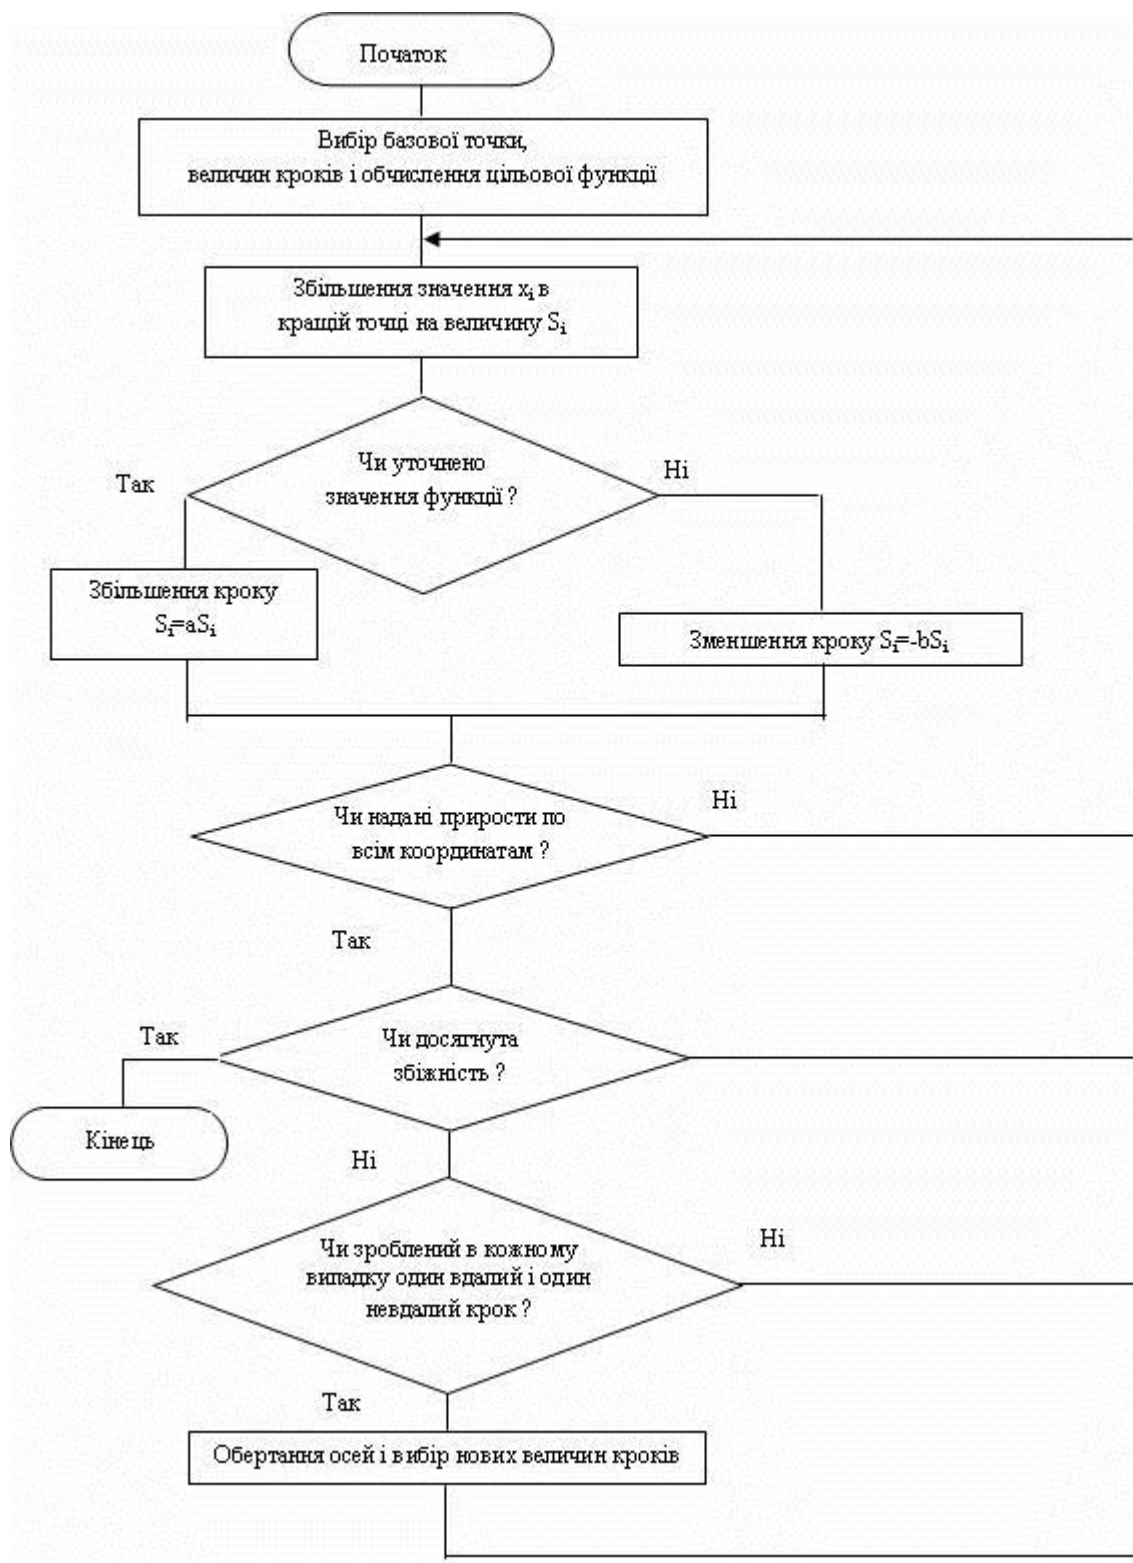 Початок
Вибір базової точки,
величин кроків і обчислення цільової функції
Збільшення значення xᵢ в
кращій точці на величину Sᵢ
Чи уточнено
значення функції ?
Так
Ні
Збільшення кроку
Sᵢ=aSᵢ
Зменшення кроку Sᵢ=-bSᵢ
Чи надані прирости по
всім координатам ?
Ні
Так
Чи досягнута
збіжність ?
Так
Кінець
Ні
Чи зроблений в кожному
випадку один вдалий і один
невдалий крок ?
Ні
Так
Обертання осей і вибір нових величин кроків